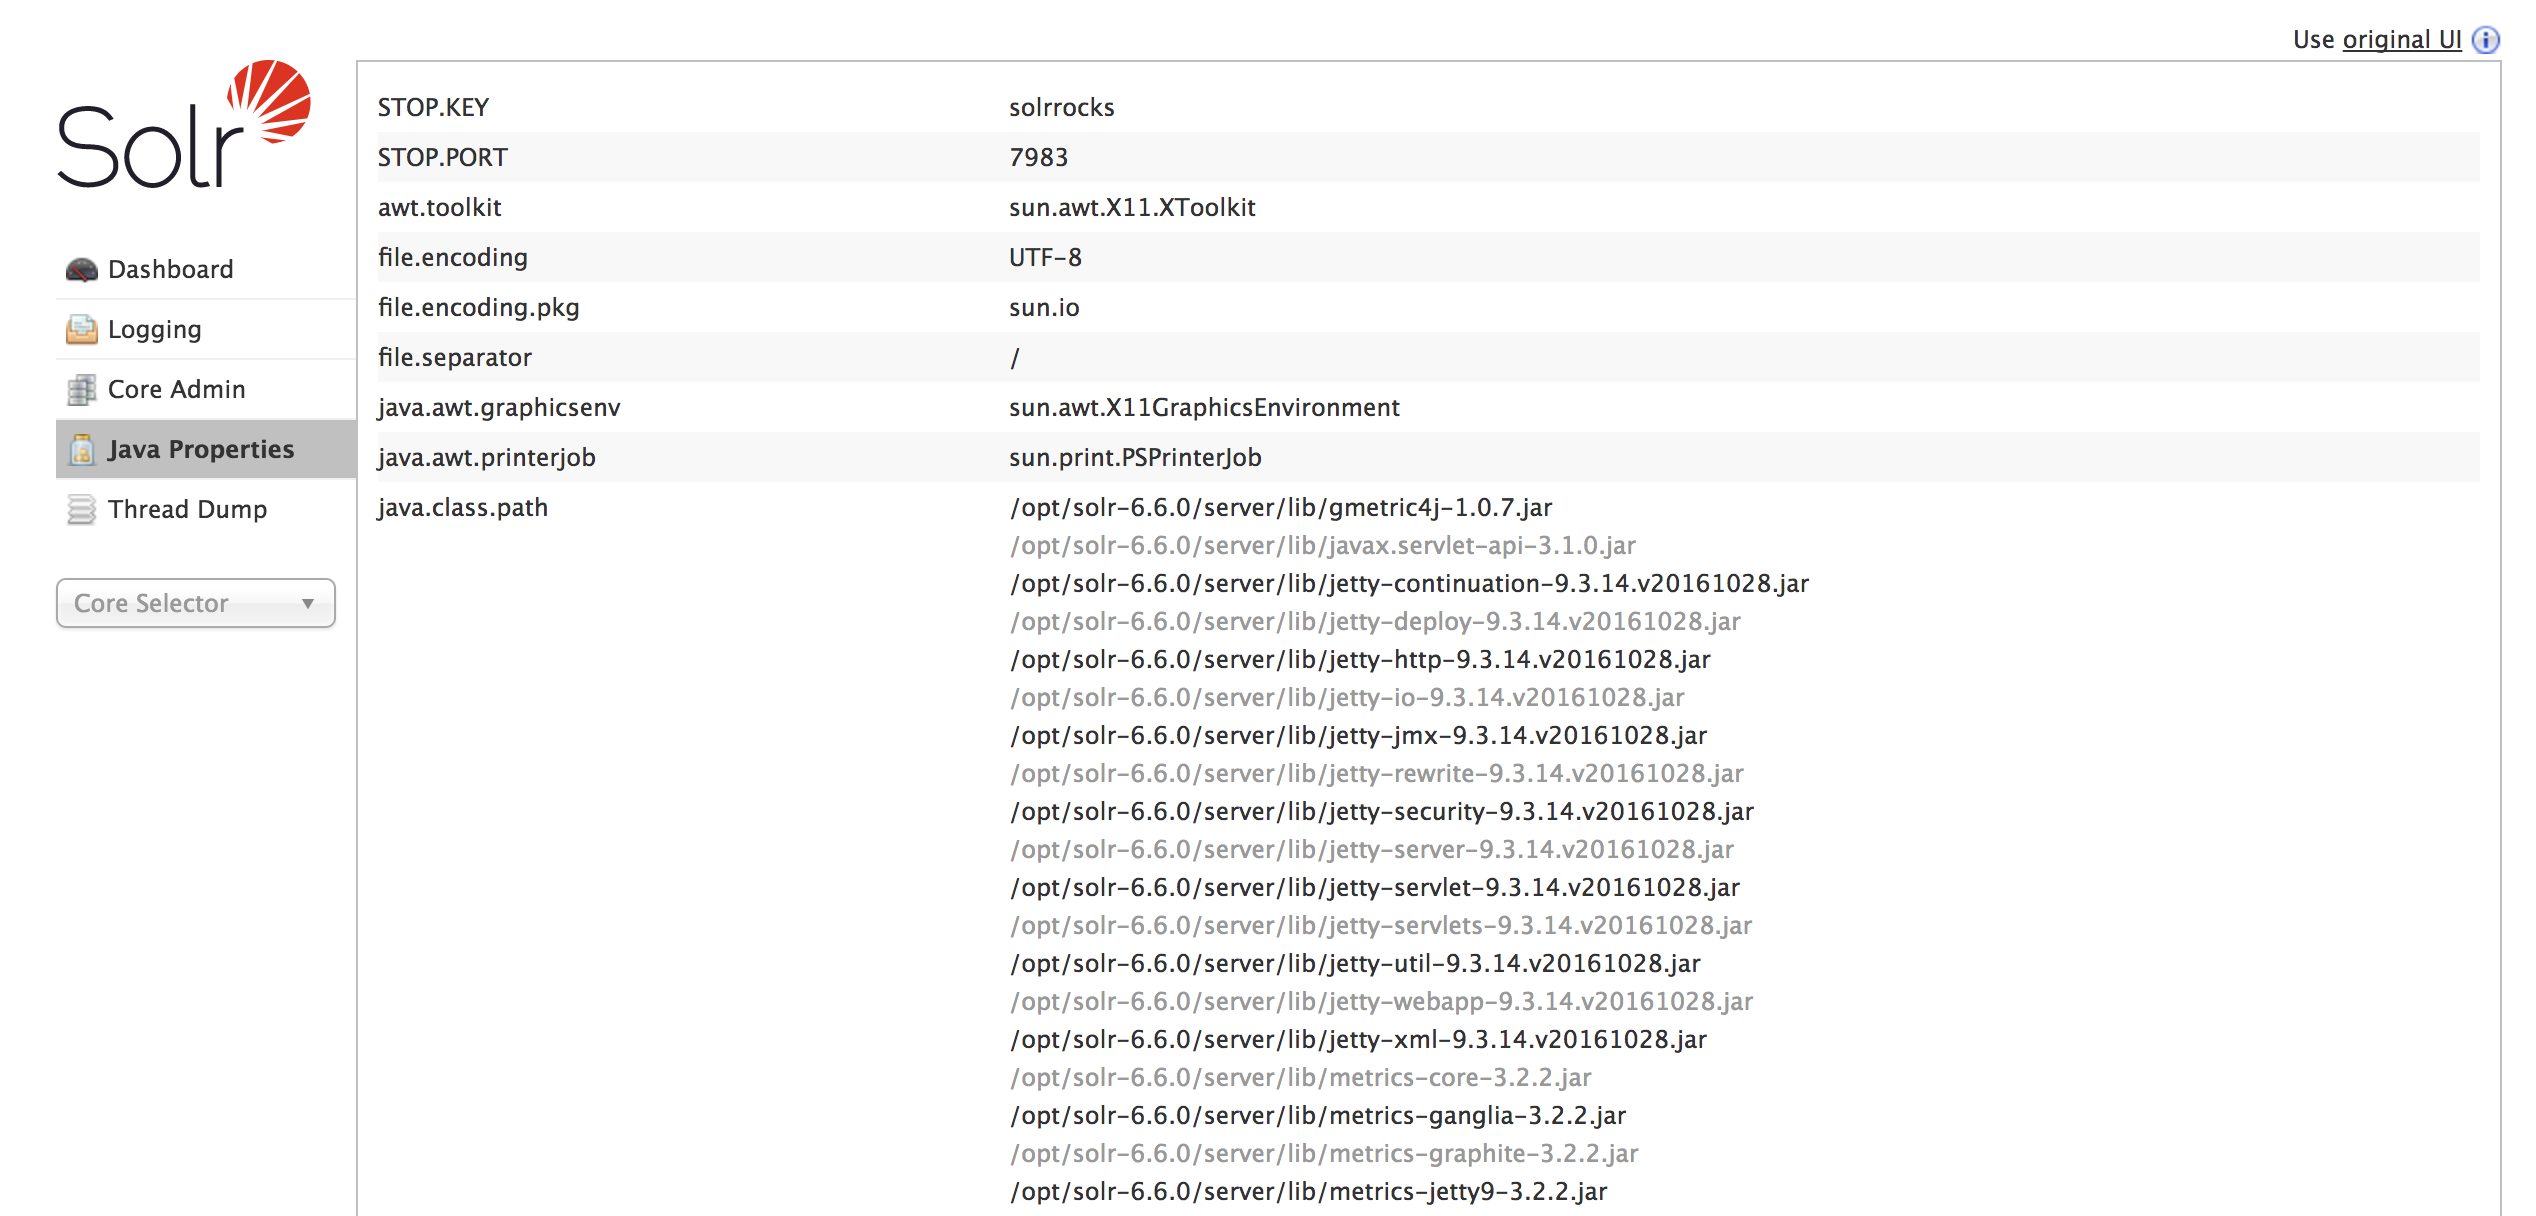 Use original UI
Solr
Dashboard
Logging
Core Admin
Java Properties
Thread Dump
Core Selector
STOP.KEY solrrocks
STOP.PORT 7983
awt.toolkit sun.awt.X11.XToolkit
file.encoding UTF-8
file.encoding.pkg sun.io
file.separator /
java.awt.graphicsenv sun.awt.X11GraphicsEnvironment
java.awt.printerjob sun.print.PSPrinterJob
java.class.path /opt/solr-6.6.0/server/lib/gmetric4j-1.0.7.jar
/opt/solr-6.6.0/server/lib/javax.servlet-api-3.1.0.jar
/opt/solr-6.6.0/server/lib/jetty-continuation-9.3.14.v20161028.jar
/opt/solr-6.6.0/server/lib/jetty-deploy-9.3.14.v20161028.jar
/opt/solr-6.6.0/server/lib/jetty-http-9.3.14.v20161028.jar
/opt/solr-6.6.0/server/lib/jetty-io-9.3.14.v20161028.jar
/opt/solr-6.6.0/server/lib/jetty-jmx-9.3.14.v20161028.jar
/opt/solr-6.6.0/server/lib/jetty-rewrite-9.3.14.v20161028.jar
/opt/solr-6.6.0/server/lib/jetty-security-9.3.14.v20161028.jar
/opt/solr-6.6.0/server/lib/jetty-server-9.3.14.v20161028.jar
/opt/solr-6.6.0/server/lib/jetty-servlet-9.3.14.v20161028.jar
/opt/solr-6.6.0/server/lib/jetty-servlets-9.3.14.v20161028.jar
/opt/solr-6.6.0/server/lib/jetty-util-9.3.14.v20161028.jar
/opt/solr-6.6.0/server/lib/jetty-webapp-9.3.14.v20161028.jar
/opt/solr-6.6.0/server/lib/jetty-xml-9.3.14.v20161028.jar
/opt/solr-6.6.0/server/lib/metrics-core-3.2.2.jar
/opt/solr-6.6.0/server/lib/metrics-ganglia-3.2.2.jar
/opt/solr-6.6.0/server/lib/metrics-graphite-3.2.2.jar
/opt/solr-6.6.0/server/lib/metrics-jetty9-3.2.2.jar